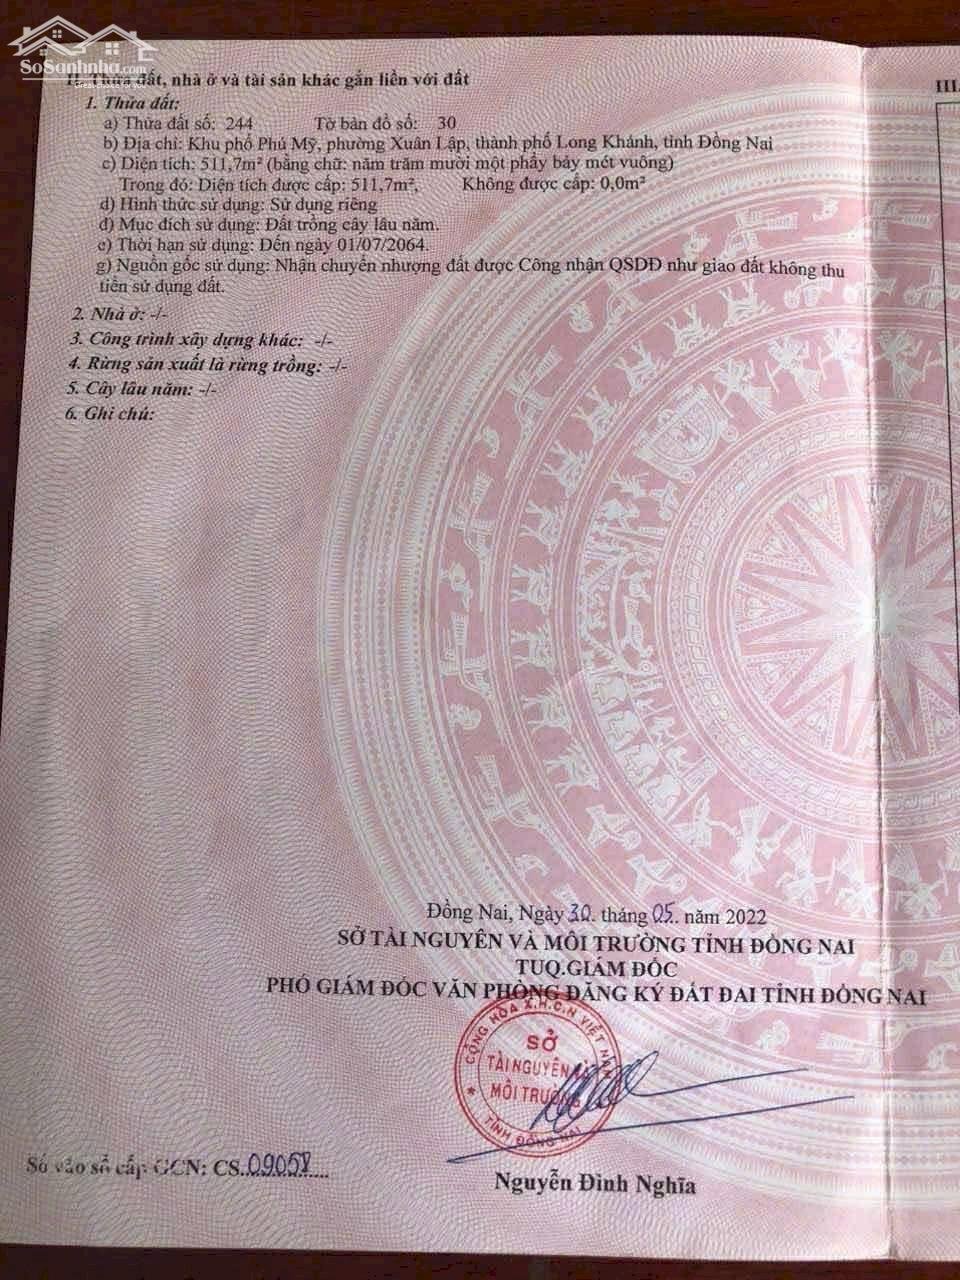 SoSanhnha.com
II. Thửa đất, nhà ở và tài sản khác gắn liền với đất
III.
1. Thửa đất:
a) Thửa đất số: 244 Tờ bản đồ số: 30
b) Địa chỉ: Khu phố Phú Mỹ, phường Xuân Lập, thành phố Long Khánh, tỉnh Đồng Nai
c) Diện tích: 511,7m² (bằng chữ: năm trăm mười một phẩy bảy mét vuông)
Trong đó: Diện tích được cấp: 511,7m², Không được cấp: 0,0m²
d) Hình thức sử dụng: Sử dụng riêng
đ) Mục đích sử dụng: Đất trồng cây lâu năm.
e) Thời hạn sử dụng: Đến ngày 01/07/2064.
g) Nguồn gốc sử dụng: Nhận chuyển nhượng đất được Công nhận QSDĐ như giao đất không thu
tiền sử dụng đất.
2. Nhà ở: -/-
3. Công trình xây dựng khác: -/-
4. Rừng sản xuất là rừng trồng: -/-
5. Cây lâu năm: -/-
6. Ghi chú:
Đồng Nai, Ngày 30. tháng 05. năm 2022
SỞ TÀI NGUYÊN VÀ MÔI TRƯỜNG TỈNH ĐỒNG NAI
TUQ.GIÁM ĐỐC
PHÓ GIÁM ĐỐC VĂN PHÒNG ĐĂNG KÝ ĐẤT ĐAI TỈNH ĐỒNG NAI
CỘNG HÒA X.H.C.N VIỆT NAM
SỞ
TÀI NGUYÊN VÀ
MÔI TRƯỜNG
TỈNH ĐỒNG NAI
Số vào sổ cấp GCN: CS.09058
Nguyễn Đình Nghĩa